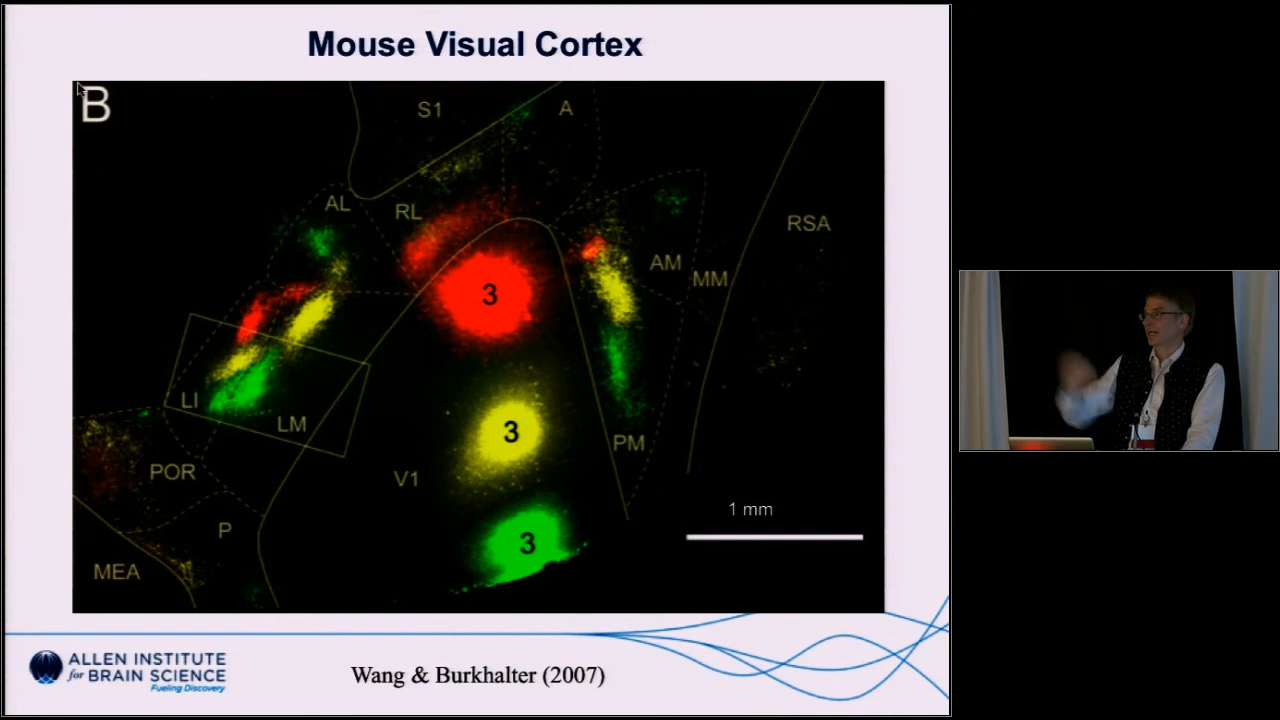 Mouse Visual Cortex
B
S1
A
AL
RL
RSA
AM
MM
3
LI
LM
3
PM
V1
POR
1 mm
P
3
MEA
ALLEN INSTITUTE
for BRAIN SCIENCE
Fueling Discovery
Wang & Burkhalter (2007)